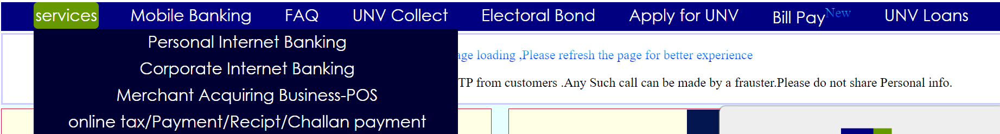 services Mobile Banking FAQ UNV Collect Electoral Bond Apply for UNV Bill Pay New UNV Loans
Personal Internet Banking
age loading ,Please refresh the page for better experience
Corporate Internet Banking
TP from customers .Any Such call can be made by a frauster.Please do not share Personal info.
Merchant Acquiring Business-POS
online tax/Payment/Recipt/Challan payment